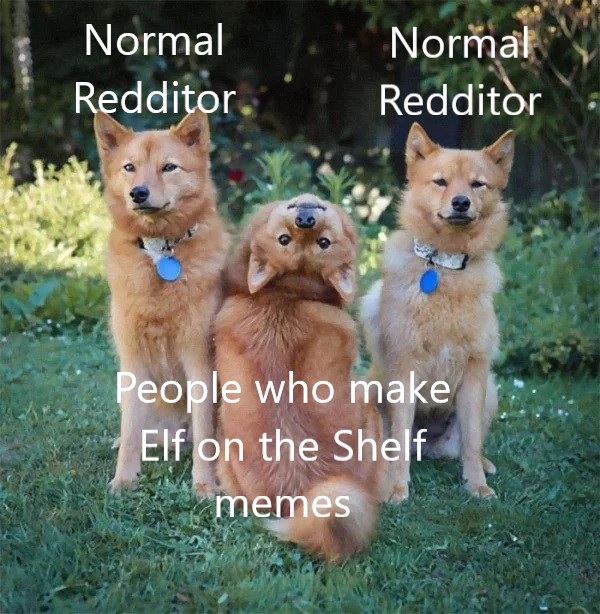 Normal
Redditor
Normal
Redditor
People who make
Elf on the Shelf
memes